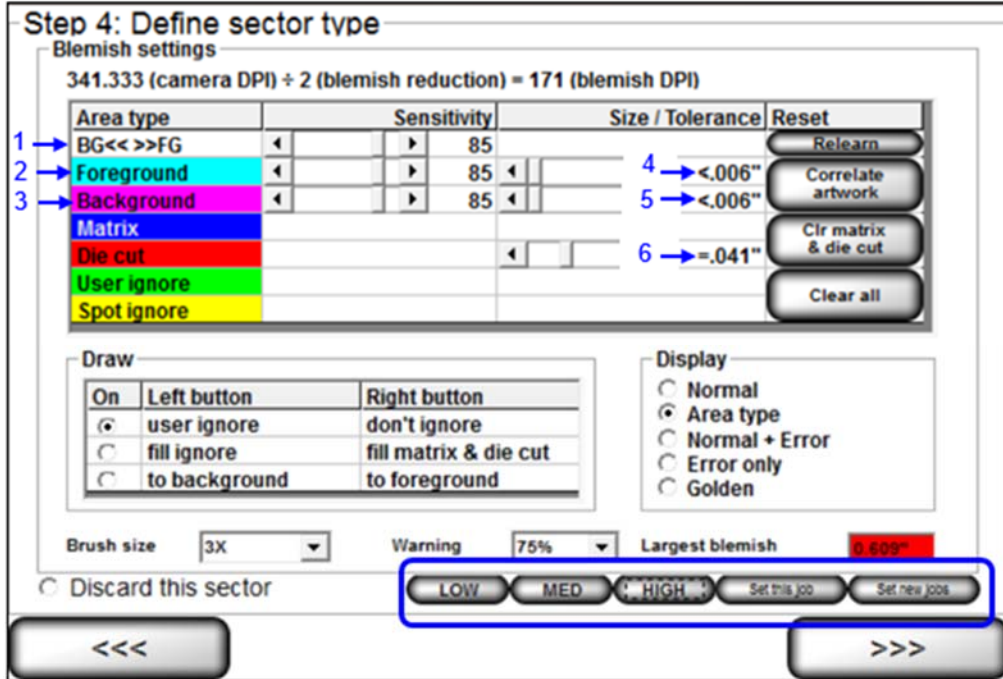 Step 4: Define sector type
Blemish settings
341.333 (camera DPI) ÷ 2 (blemish reduction) = 171 (blemish DPI)
Area type Sensitivity Size / Tolerance Reset
1 BG<< >>FG 85 Relearn
2 Foreground 85 4 <.006" Correlate artwork
3 Background 85 5 <.006"
Matrix Clr matrix & die cut
Die cut 6 =.041"
User ignore Clear all
Spot ignore
Draw
On Left button Right button
user ignore don't ignore
fill ignore fill matrix & die cut
to background to foreground
Display
Normal
Area type
Normal + Error
Error only
Golden
Brush size 3X Warning 75% Largest blemish 0.609"
Discard this sector LOW MED HIGH Set this job Set new jobs
<<< >>>